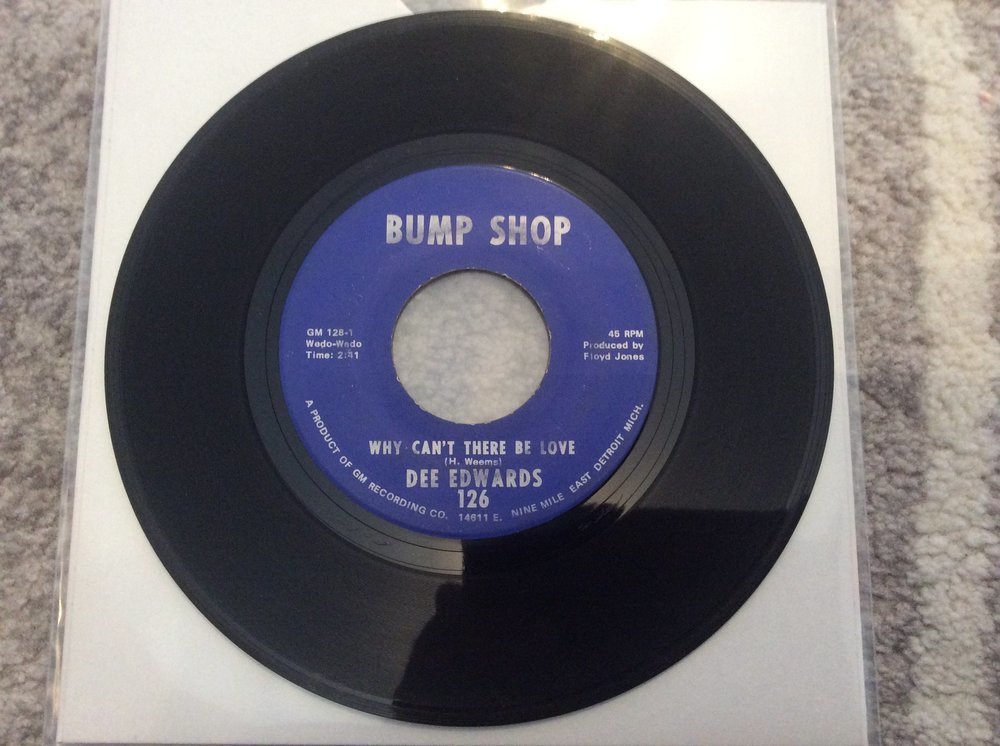 BUMP SHOP
GM 126-1
Wedo-Wedo
Time: 2:41
45 RPM
Produced by
Floyd Jones
WHY CAN'T THERE BE LOVE
(H. Weems)
DEE EDWARDS
126
A PRODUCT OF GM RECORDING CO. 14611 E. NINE MILE EAST DETROIT MICH.